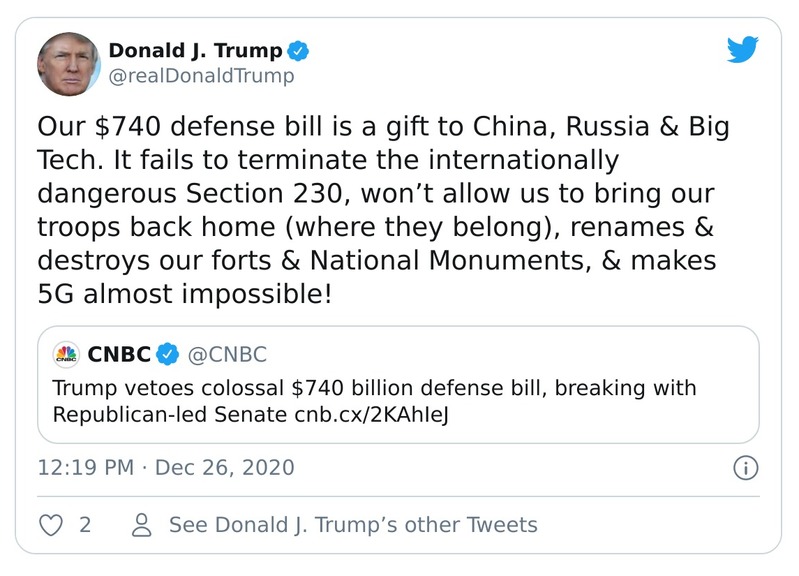 Donald J. Trump
@realDonaldTrump
Our $740 defense bill is a gift to China, Russia & Big
Tech. It fails to terminate the internationally
dangerous Section 230, won’t allow us to bring our
troops back home (where they belong), renames &
destroys our forts & National Monuments, & makes
5G almost impossible!
CNBC
CNBC @CNBC
Trump vetoes colossal $740 billion defense bill, breaking with
Republican-led Senate cnb.cx/2KAhIeJ
12:19 PM · Dec 26, 2020
2 See Donald J. Trump’s other Tweets